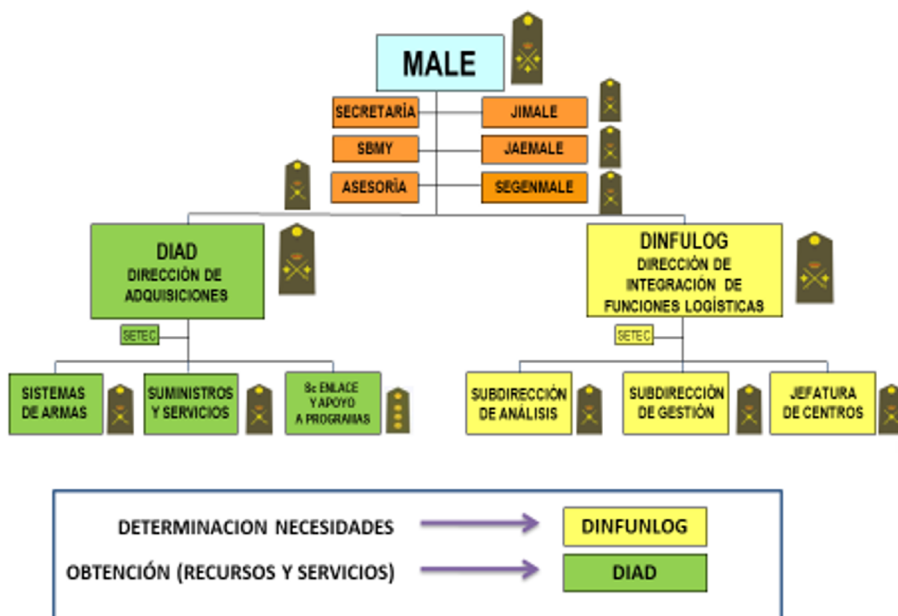 MALE
SECRETARÍA
JIMALE
SBMY
JAEMALE
ASESORÌA
SEGENMALE
DIAD
DIRECCIÓN DE
ADQUISICIONES
DINFULOG
DIRECCIÓN DE
INTEGRACIÓN DE
FUNCIONES LOGÍSTICAS
SETEC
SETEC
SISTEMAS
DE ARMAS
SUMINISTROS
Y SERVICIOS
Sc ENLACE
Y APOYO
A PROGRAMAS
SUBDIRECCIÓN
DE ANÁLISIS
SUBDIRECCIÓN
DE GESTIÓN
JEFATURA
DE CENTROS
DETERMINACION NECESIDADES
DINFUNLOG
OBTENCIÓN (RECURSOS Y SERVICIOS)
DIAD